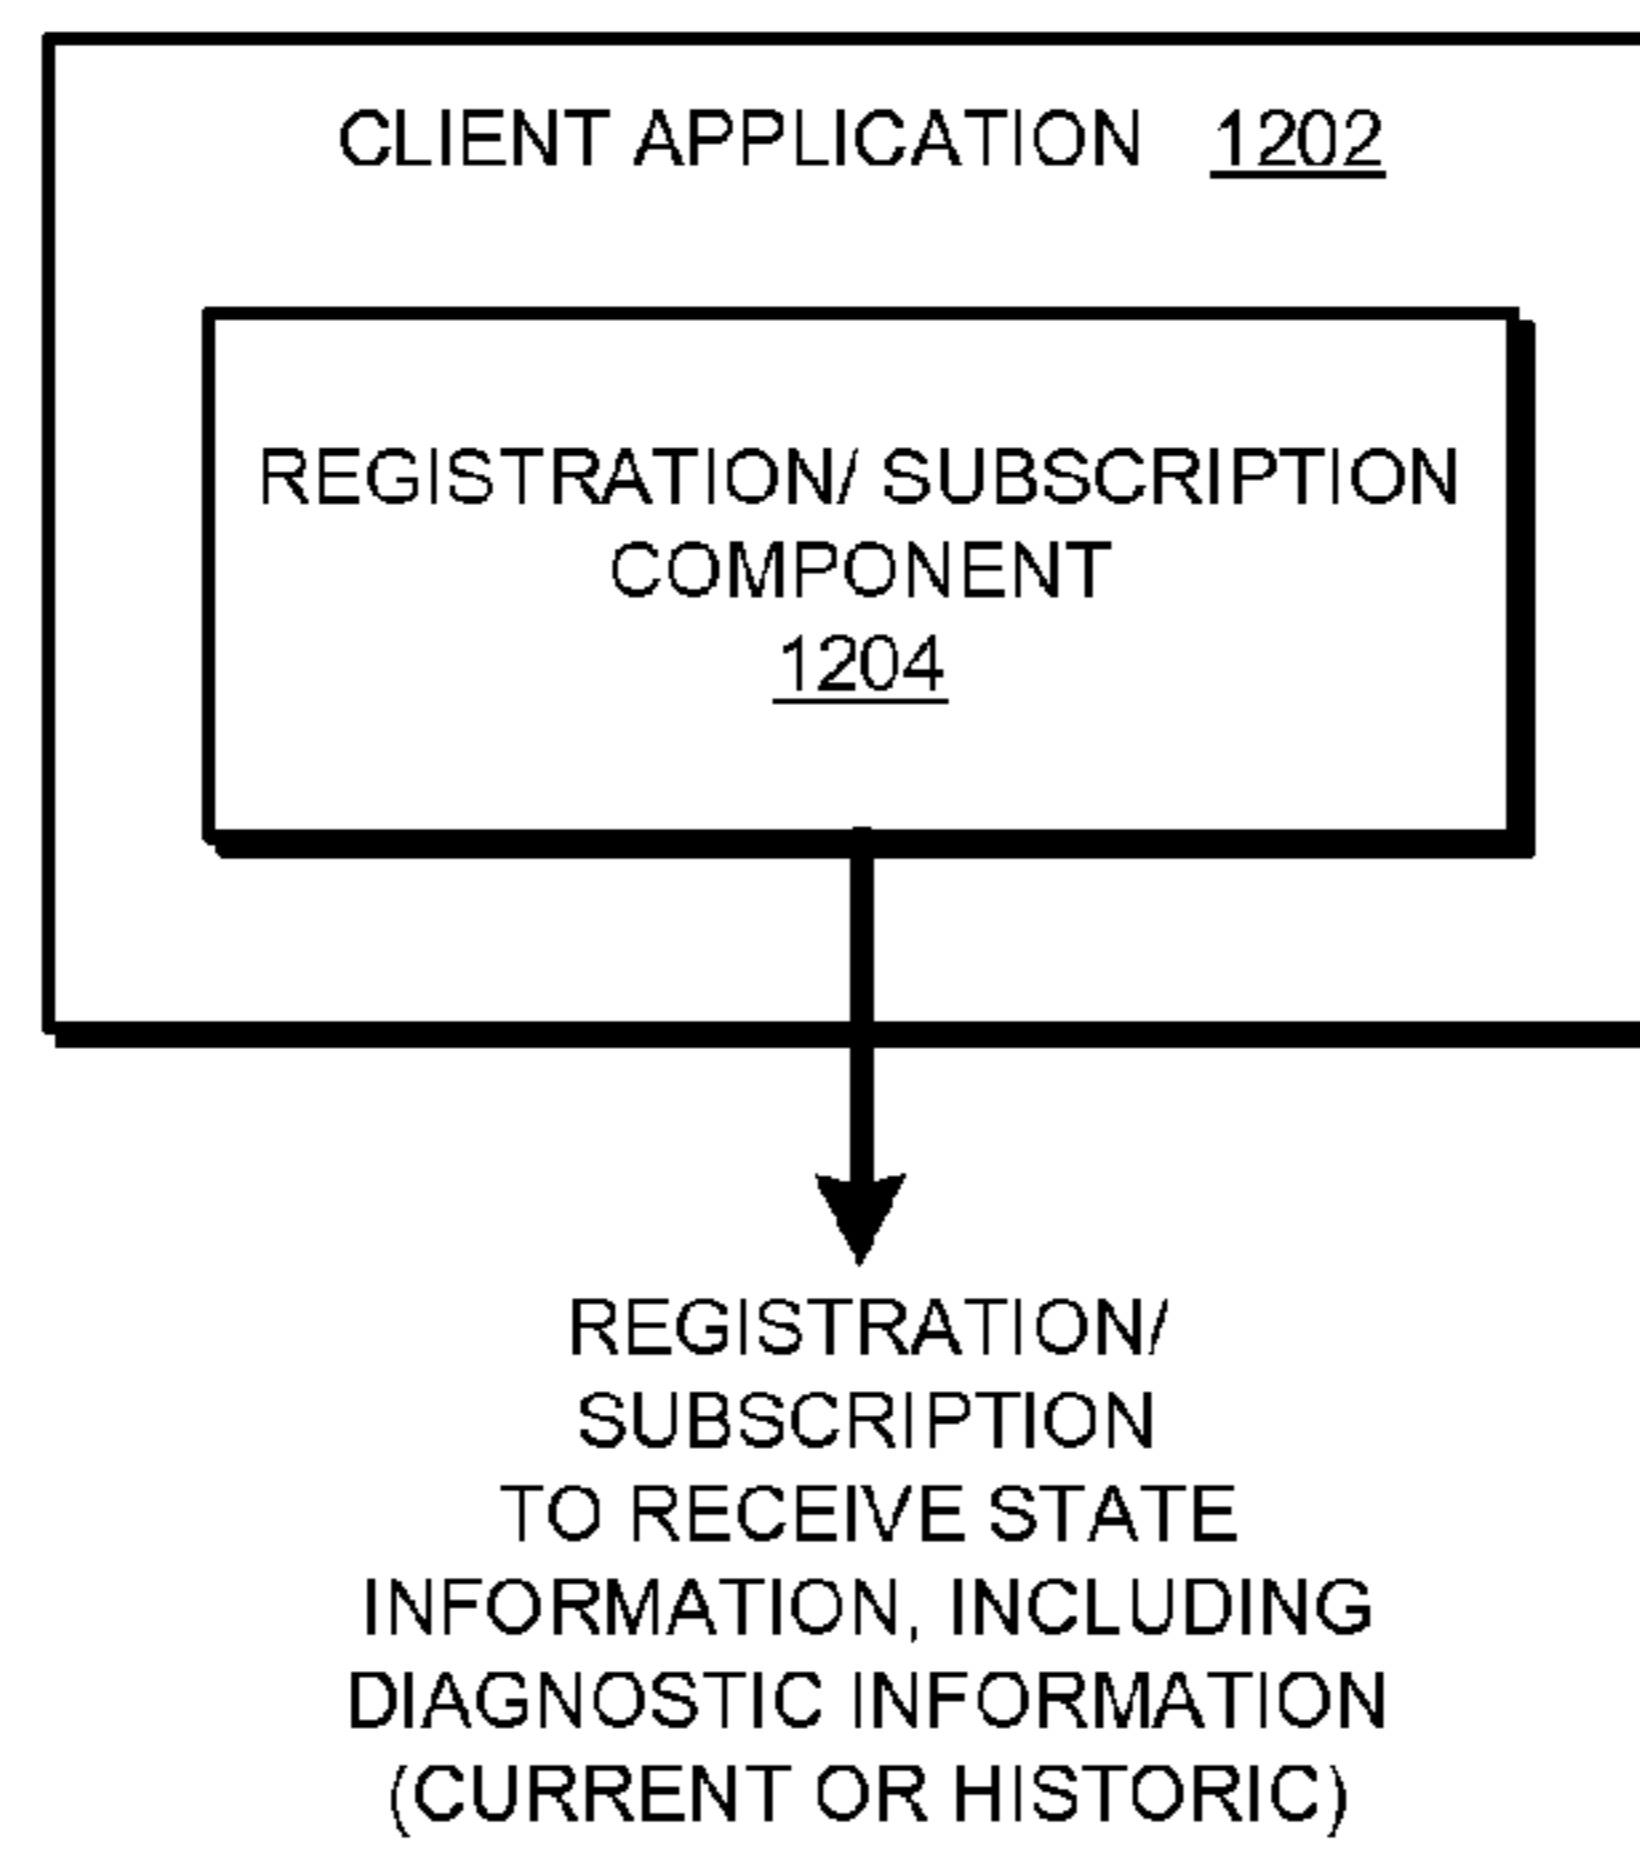 CLIENT APPLICATION 1202
REGISTRATION/ SUBSCRIPTION
COMPONENT
1204
REGISTRATION/
SUBSCRIPTION
TO RECEIVE STATE
INFORMATION, INCLUDING
DIAGNOSTIC INFORMATION
(CURRENT OR HISTORIC)